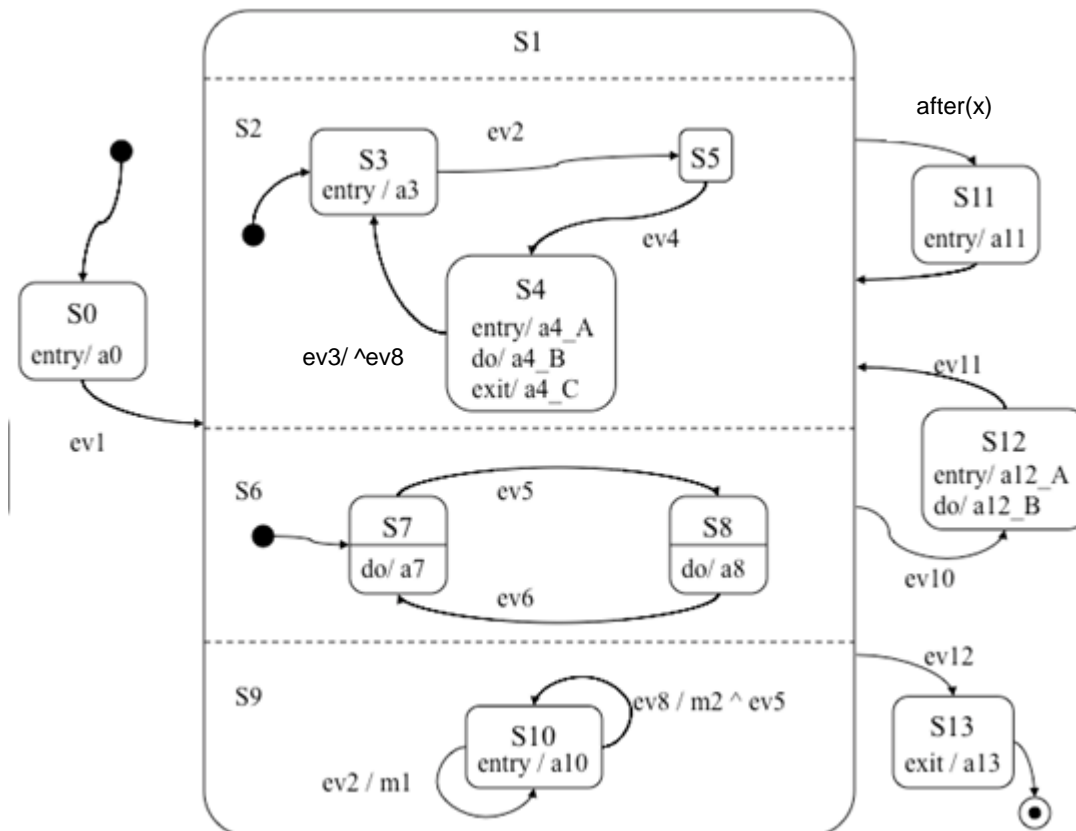 S1
after(x)
S2
ev2
S3
entry / a3
S5
S11
entry/ a11
ev4
S4
entry/ a4_A
do/ a4_B
exit/ a4_C
S0
entry/ a0
ev3/ ^ev8
ev11
ev1
S12
entry/ a12_A
do/ a12_B
S6
ev5
S7
do/ a7
S8
do/ a8
ev6
ev10
ev12
S9
ev8 / m2 ^ ev5
S10
entry / a10
S13
exit / a13
ev2 / m1